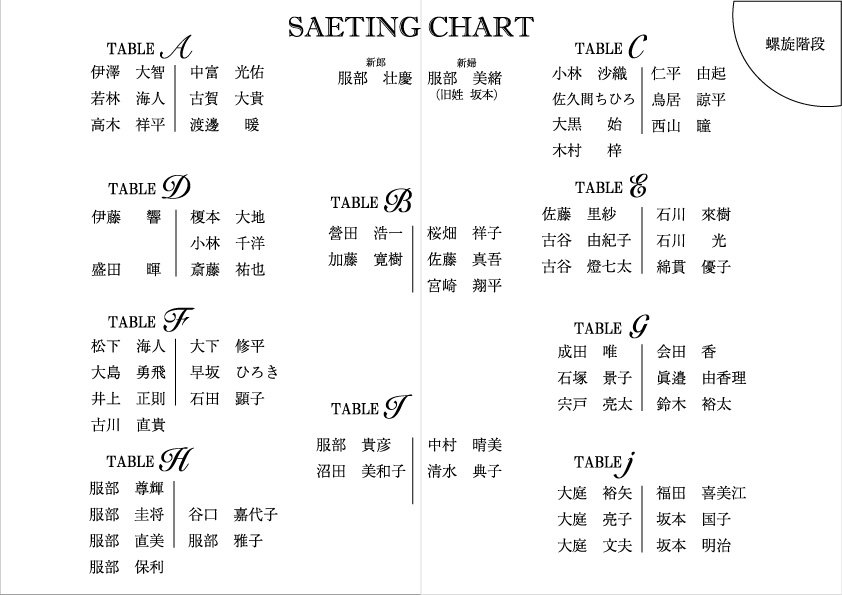 SAETING CHART
螺旋階段
新郎 新婦
服部 壮慶 服部 美緒
(旧姓 坂本)
TABLE A
伊澤 大智 中富 光佑
若林 海人 古賀 大貴
高木 祥平 渡邊 暖
TABLE C
小林 沙織 仁平 由起
佐久間ちひろ 鳥居 諒平
大黒 始 西山 瞳
木村 梓
TABLE D
伊藤 響 榎本 大地
小林 千洋
盛田 暉 斎藤 祐也
TABLE B
營田 浩一 桜畑 祥子
加藤 寛樹 佐藤 真吾
宮崎 翔平
TABLE E
佐藤 里紗 石川 來樹
古谷 由紀子 石川 光
古谷 燈七太 綿貫 優子
TABLE F
松下 海人 大下 修平
大島 勇飛 早坂 ひろき
井上 正則 石田 顕子
古川 直貴
TABLE G
成田 唯 会田 香
石塚 景子 眞邉 由香理
宍戸 亮太 鈴木 裕太
TABLE I
服部 貴彦 中村 晴美
沼田 美和子 清水 典子
TABLE H
服部 尊輝
服部 圭将 谷口 嘉代子
服部 直美 服部 雅子
服部 保利
TABLE j
大庭 裕矢 福田 喜美江
大庭 亮子 坂本 国子
大庭 文夫 坂本 明治